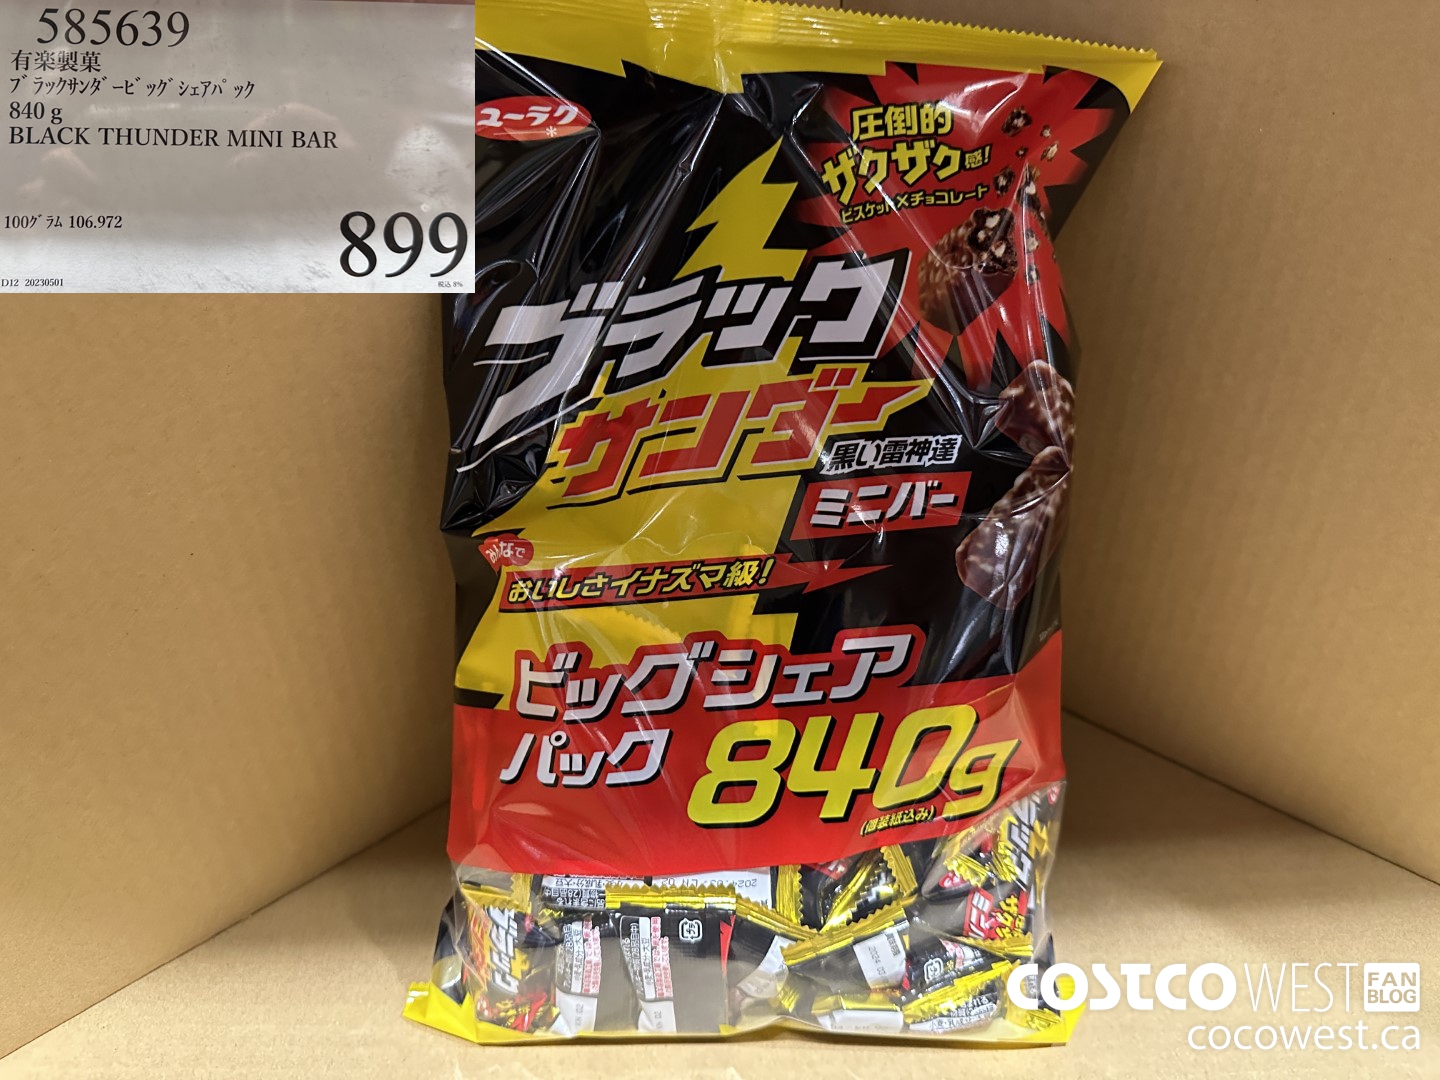 585639
有楽製菓
ブラックサンダービッグシェアパック
840 g
BLACK THUNDER MINI BAR
100グラム 106.972
899
D12 20230501
税込 8%
ユーラク
圧倒的
ザクザク感!
ビスケット×チョコレート
ブラック
サンダー
黒い雷神達
ミニバー
みんなで
おいしさイナズマ級!
ビッグシェア
パック 840g
(個装紙込み)
COSTCO WEST FAN BLOG
cocowest.ca